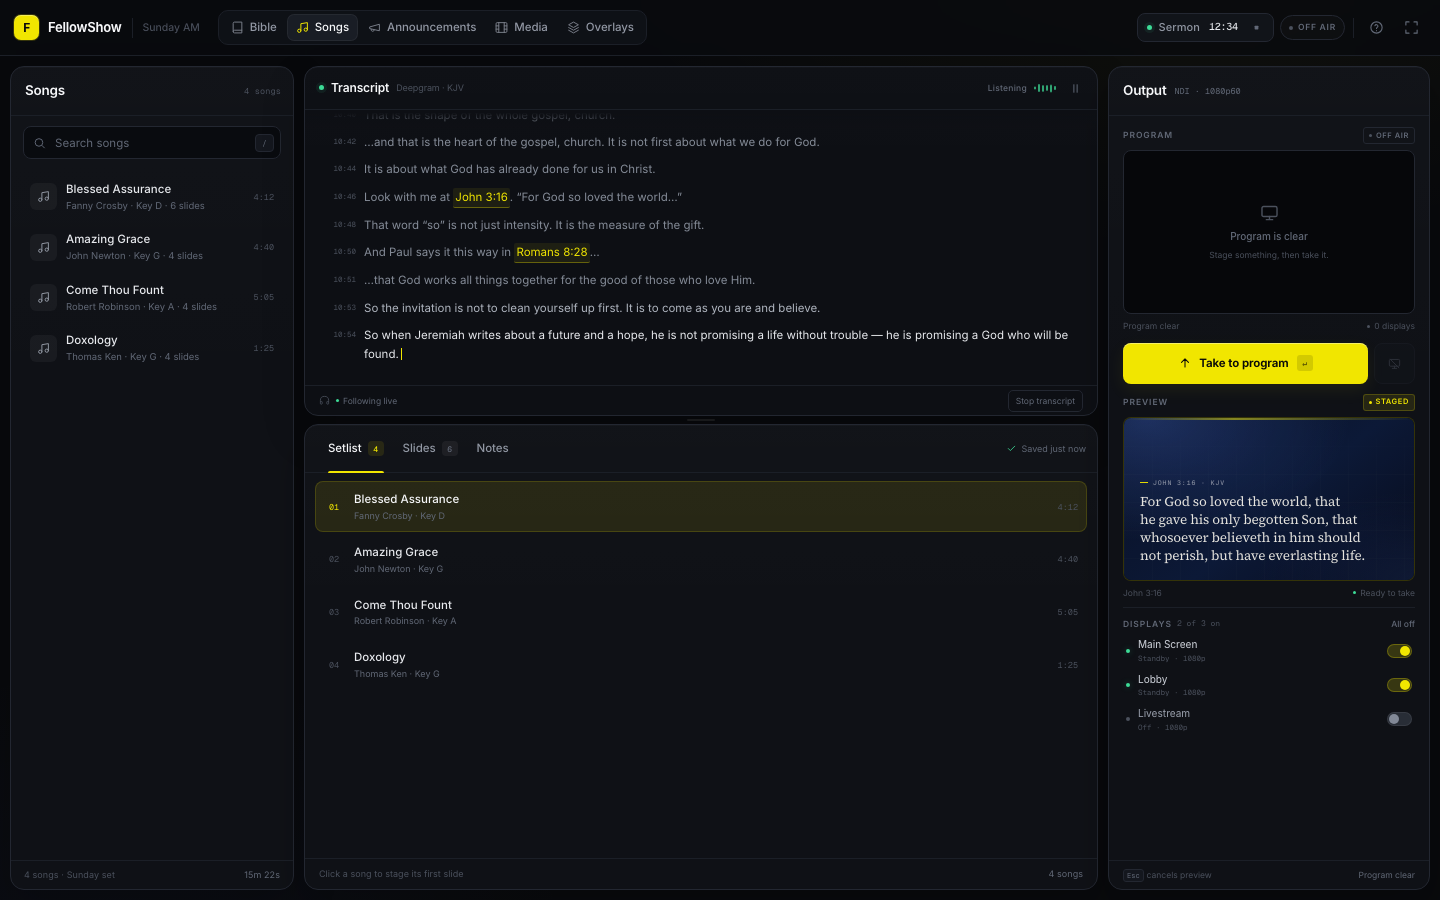 F FellowShow Sunday AM Bible Songs Announcements Media Overlays Sermon 12:34 OFF AIR
Songs 4 songs
Search songs /
Blessed Assurance
Fanny Crosby · Key D · 6 slides
4:12
Amazing Grace
John Newton · Key G · 4 slides
4:40
Come Thou Fount
Robert Robinson · Key A · 4 slides
5:05
Doxology
Thomas Ken · Key G · 4 slides
1:25
4 songs · Sunday set 15m 22s
Transcript Deepgram · KJV Listening
That is the shape of the whole gospel, church.
10:42 ...and that is the heart of the gospel, church. It is not first about what we do for God.
10:44 It is about what God has already done for us in Christ.
10:46 Look with me at John 3:16. “For God so loved the world...”
10:48 That word “so” is not just intensity. It is the measure of the gift.
10:50 And Paul says it this way in Romans 8:28...
10:51 ...that God works all things together for the good of those who love Him.
10:53 So the invitation is not to clean yourself up first. It is to come as you are and believe.
10:54 So when Jeremiah writes about a future and a hope, he is not promising a life without trouble — he is promising a God who will be
found.
Following live Stop transcript
Setlist 4 Slides 6 Notes Saved just now
01 Blessed Assurance
Fanny Crosby · Key D
4:12
02 Amazing Grace
John Newton · Key G
4:40
03 Come Thou Fount
Robert Robinson · Key A
5:05
04 Doxology
Thomas Ken · Key G
1:25
Click a song to stage its first slide 4 songs
Output NDI · 1080p60
PROGRAM OFF AIR
Program is clear
Stage something, then take it.
Program clear 0 displays
Take to program ↵
PREVIEW STAGED
JOHN 3:16 · KJV
For God so loved the world, that
he gave his only begotten Son, that
whosoever believeth in him should
not perish, but have everlasting life.
John 3:16 Ready to take
DISPLAYS 2 of 3 on All off
Main Screen
Standby · 1080p
Lobby
Standby · 1080p
Livestream
Off · 1080p
Esc cancels preview Program clear